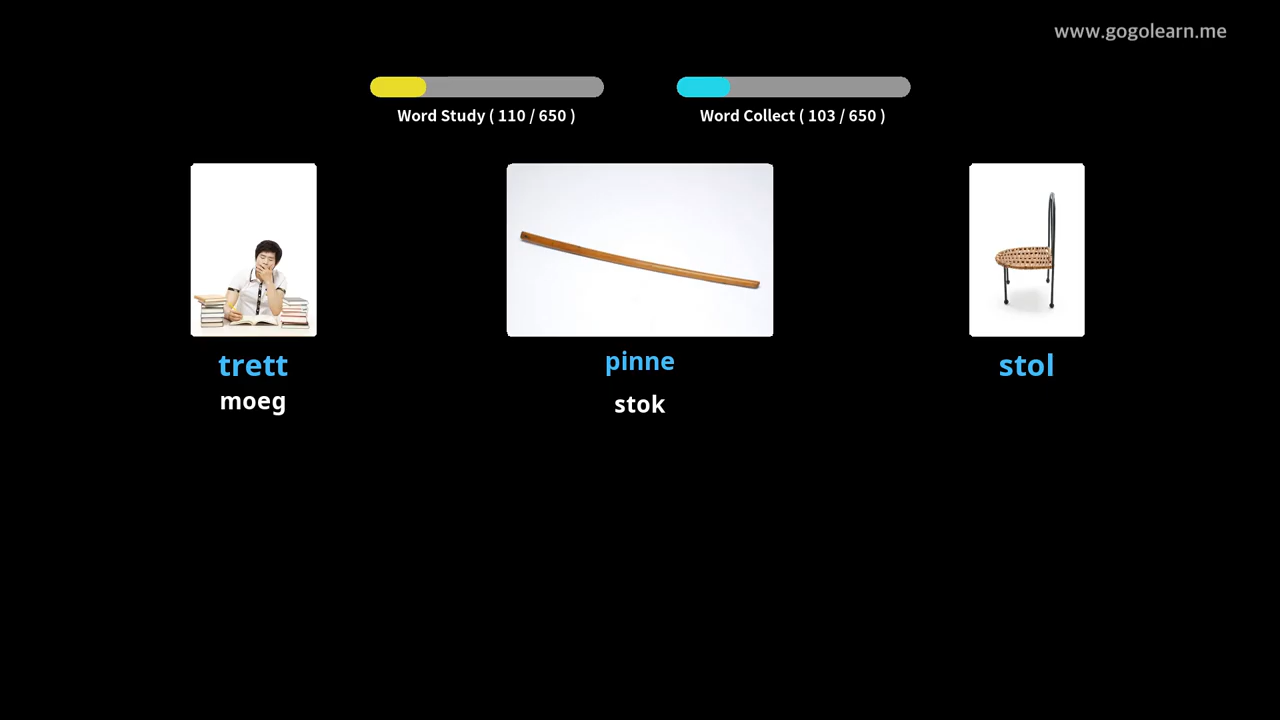 www.gogolearn.me
Word Study ( 110 / 650 )
Word Collect ( 103 / 650 )
trett
moeg
pinne
stok
stol